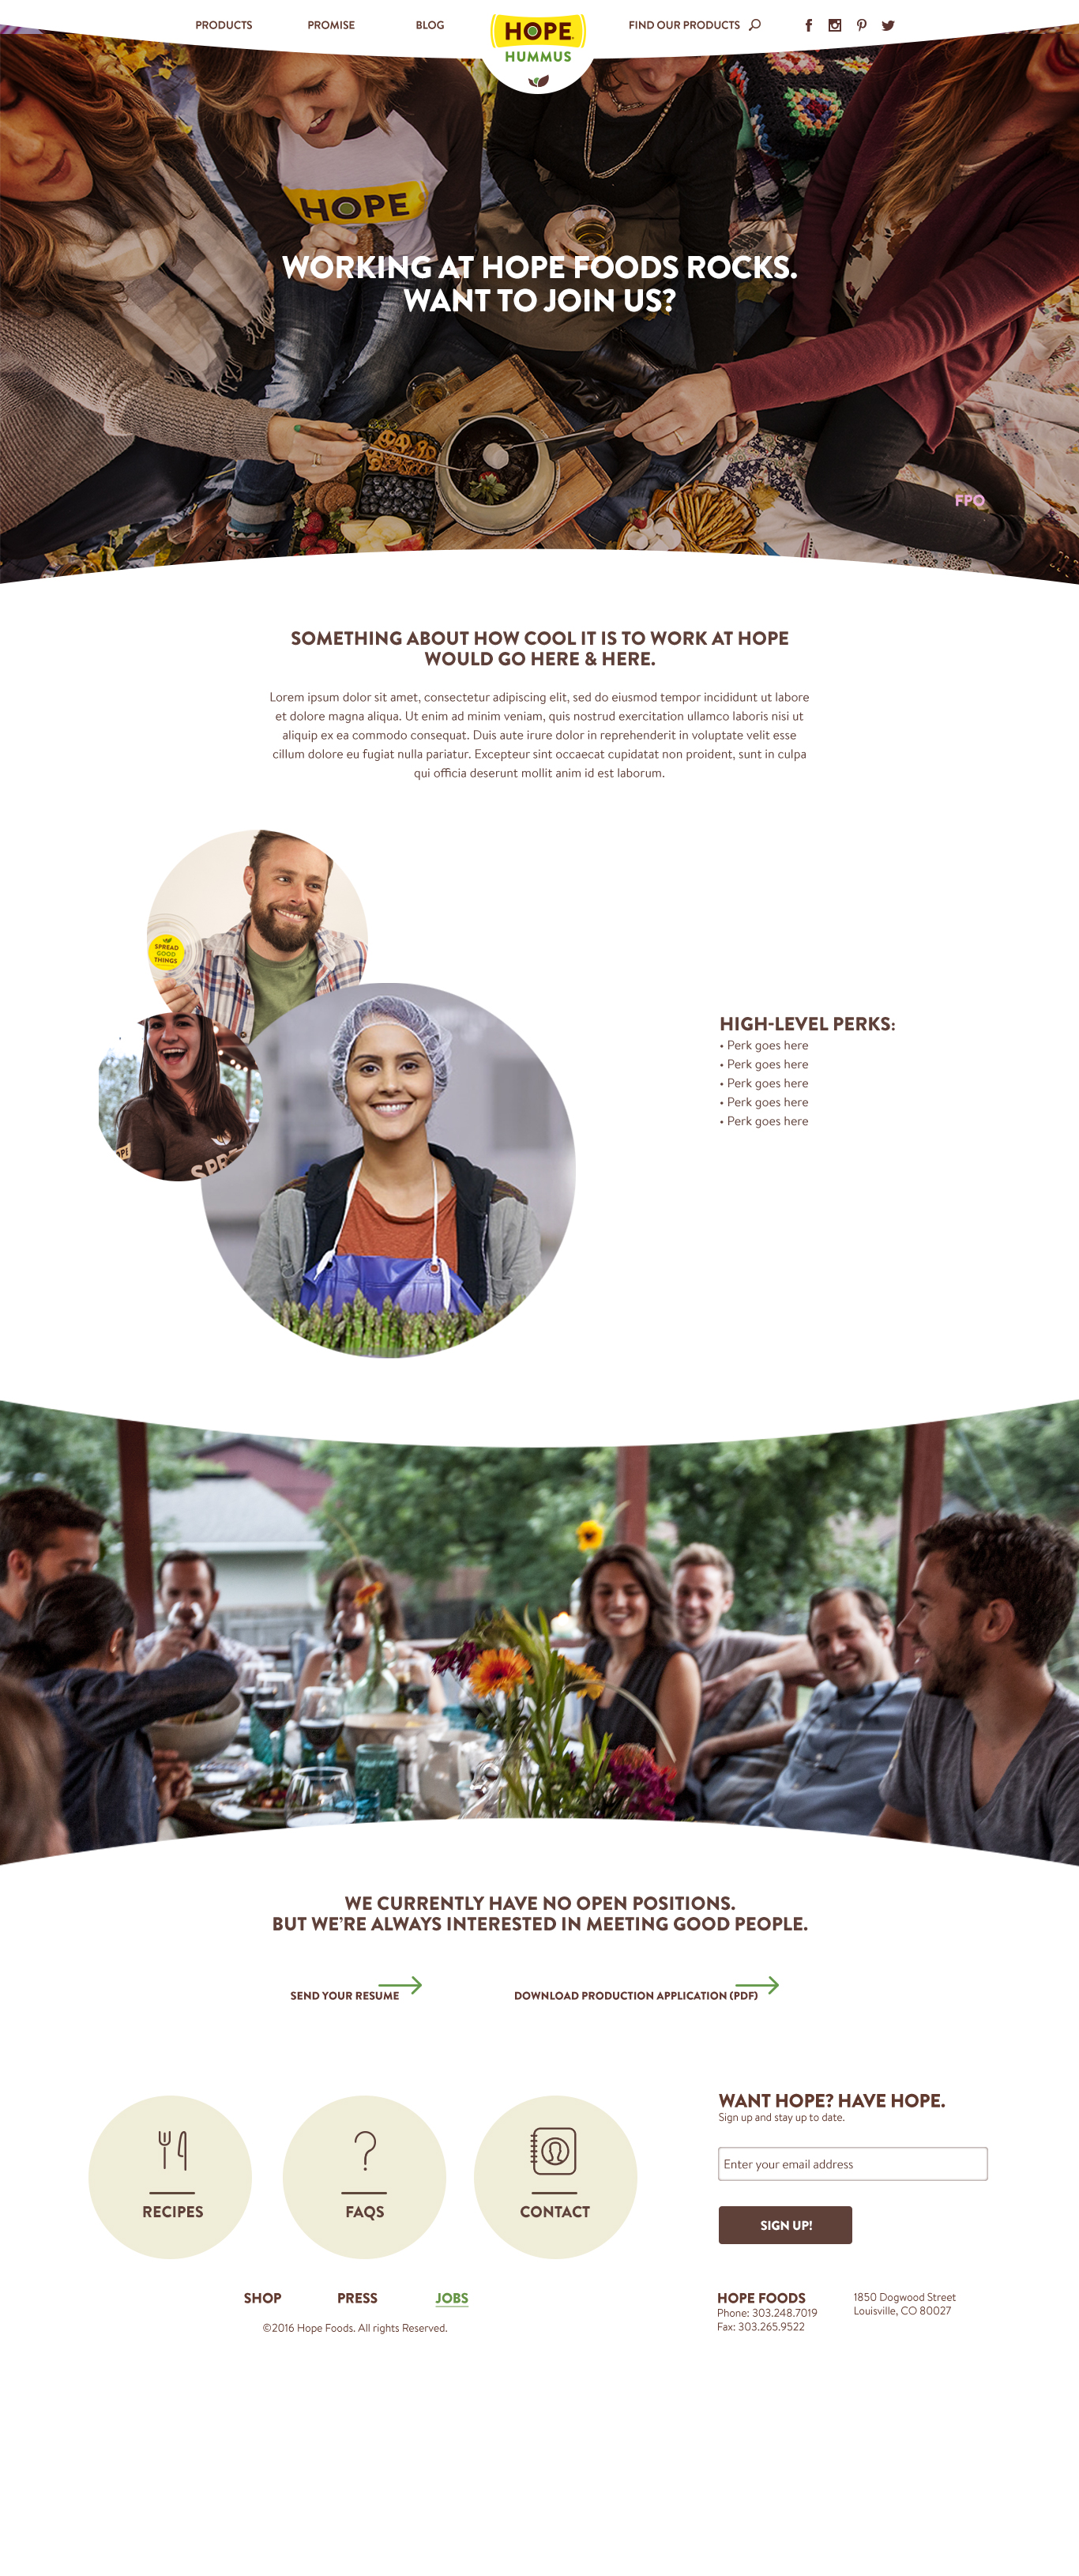 PRODUCTS
PROMISE
BLOG
HOPE
HUMMUS
FIND OUR PRODUCTS
HOPE
WORKING AT HOPE FOODS ROCKS.
WANT TO JOIN US?
FPO
SOMETHING ABOUT HOW COOL IT IS TO WORK AT HOPE
WOULD GO HERE & HERE.
Lorem ipsum dolor sit amet, consectetur adipiscing elit, sed do eiusmod tempor incididunt ut labore
et dolore magna aliqua. Ut enim ad minim veniam, quis nostrud exercitation ullamco laboris nisi ut
aliquip ex ea commodo consequat. Duis aute irure dolor in reprehenderit in voluptate velit esse
cillum dolore eu fugiat nulla pariatur. Excepteur sint occaecat cupidatat non proident, sunt in culpa
qui officia deserunt mollit anim id est laborum.
SPREAD
GOOD
THINGS
SPR
HIGH-LEVEL PERKS:
• Perk goes here
• Perk goes here
• Perk goes here
• Perk goes here
• Perk goes here
WE CURRENTLY HAVE NO OPEN POSITIONS.
BUT WE'RE ALWAYS INTERESTED IN MEETING GOOD PEOPLE.
SEND YOUR RESUME
DOWNLOAD PRODUCTION APPLICATION (PDF)
RECIPES
FAQS
CONTACT
WANT HOPE? HAVE HOPE.
Sign up and stay up to date.
Enter your email address
SIGN UP!
SHOP
PRESS
JOBS
©2016 Hope Foods. All rights Reserved.
HOPE FOODS
Phone: 303.248.7019
Fax: 303.265.9522
1850 Dogwood Street
Louisville, CO 80027